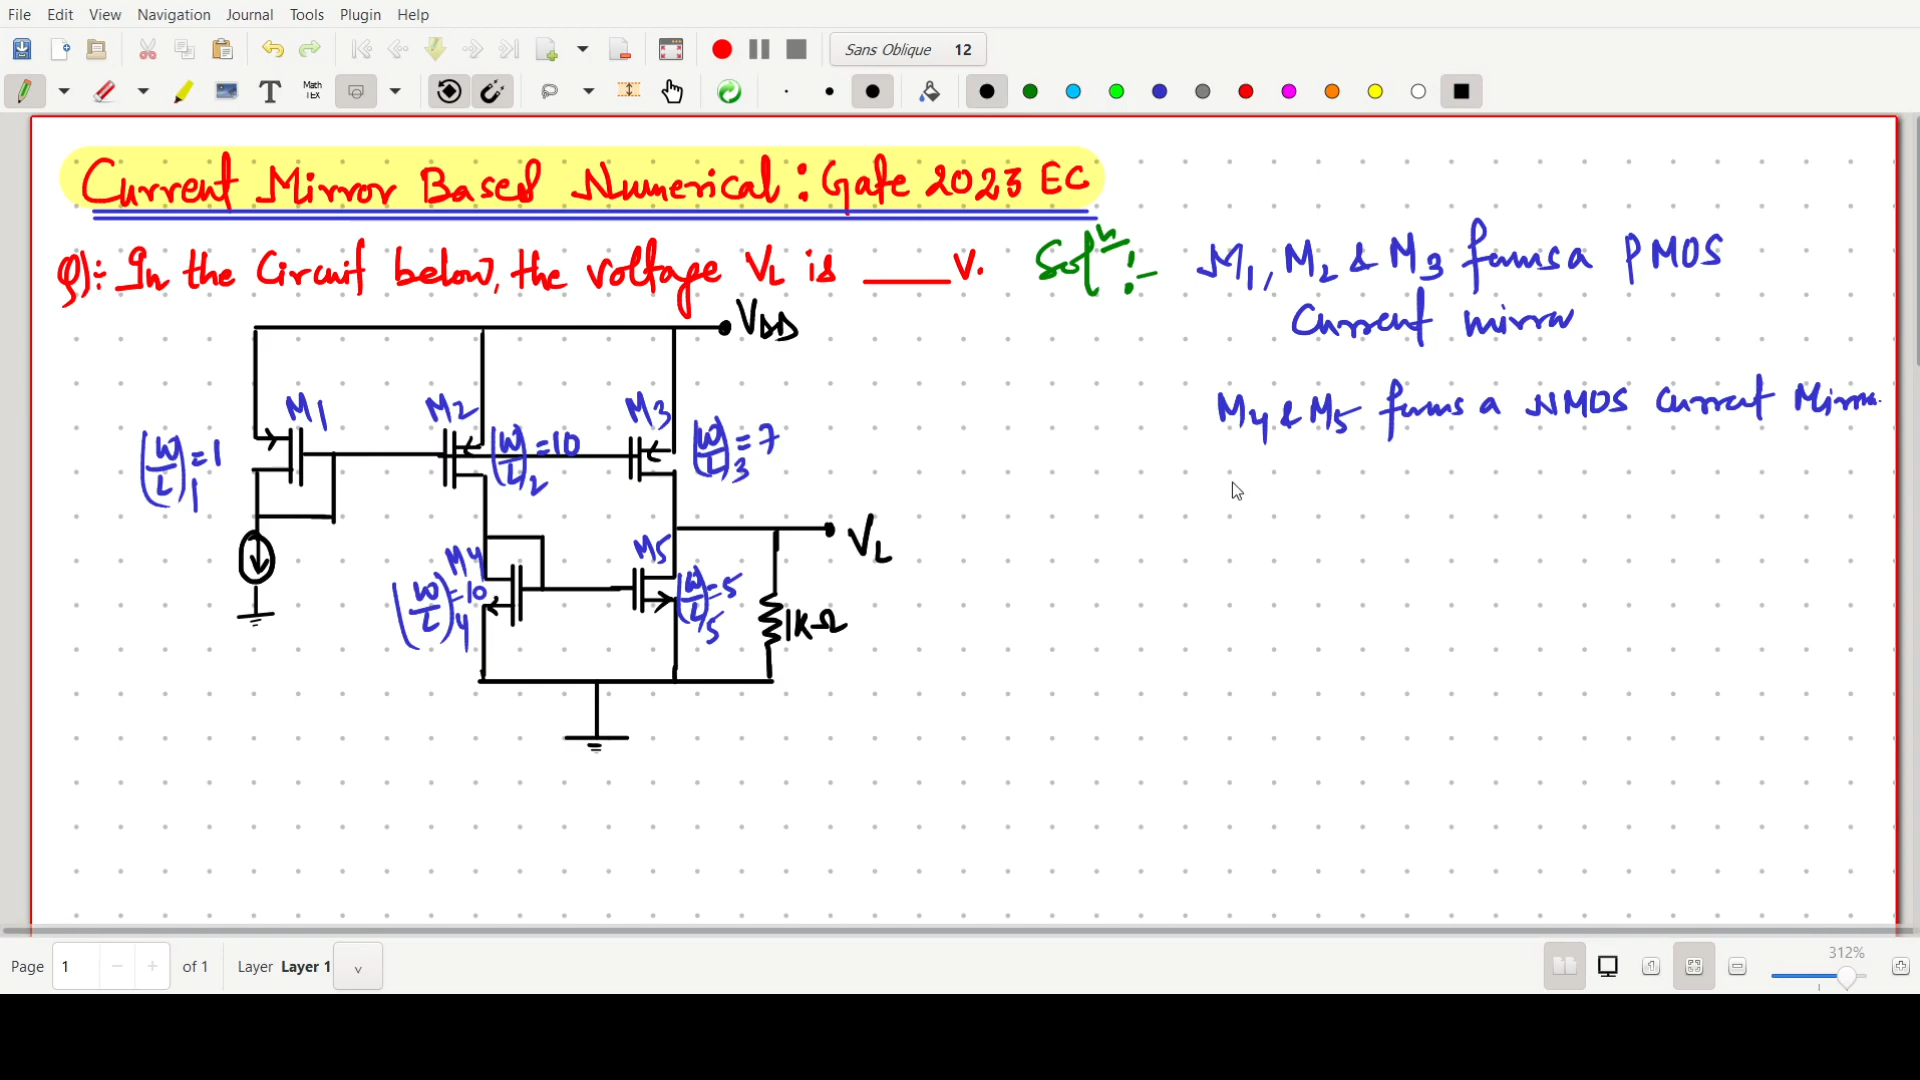 File Edit View Navigation Journal Tools Plugin Help
Sans Oblique 12
T Math TEX
Current Mirror Based Numerical: Gate 2023 EC
Q):- In the Circuit below, the voltage VL is ____V.
VDD
M1 M2 M3
(W/L)1 = 1 (W/L)2 = 10 (W/L)3 = 7
VL
M4 M5
(W/L)4 = 10 (W/L)5 = 5
1KΩ
Solⁿ:- M1, M2 & M3 forms a PMOS
Current mirror
M4 & M5 forms a NMOS Current Mirror.
Page 1 of 1 Layer Layer 1
312%